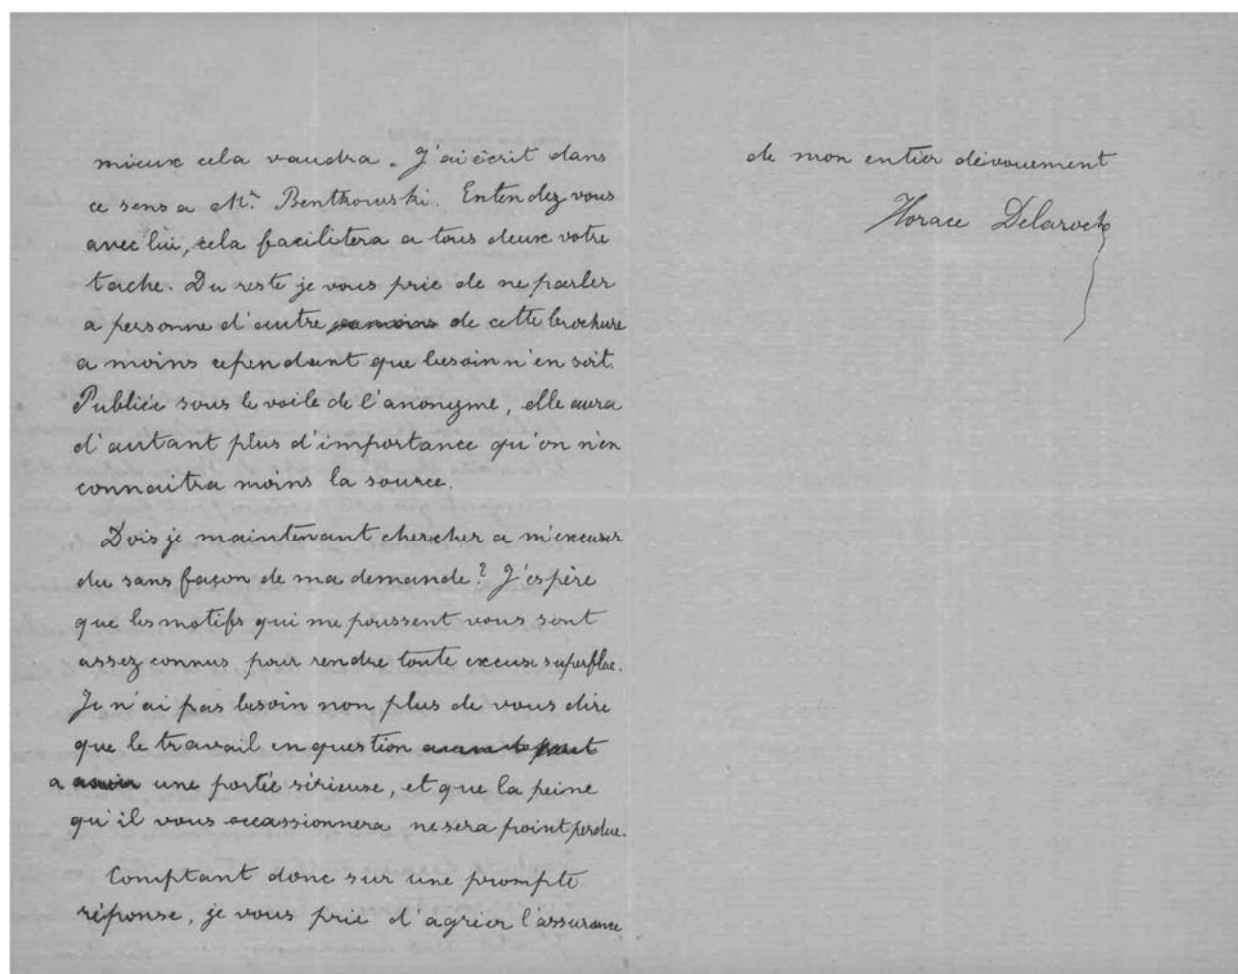 mieux cela vaudra. J'ai écrit dans
ce sens a Mr. Benthowski. Entendez vous
avec lui, cela facilitera a tous deux votre
tache. Du reste je vous prie de ne parler
a personne d'autre de cette brochure
a moins cependant que besoin n'en soit.
Publiée sous le voile de l'anonyme, elle aura
d'autant plus d'importance qu'on n'en
connaitra moins la source.
Dois je maintenant chercher a m'excuser
du sans façon de ma demande? J'espère
que les motifs qui me poussent vous sont
assez connus pour rendre toute excuse superflue.
Je n'ai pas besoin non plus de vous dire
que le travail en question
a une portée sérieuse, et que la peine
qu'il vous occassionnera ne sera point perdue.
Comptant donc sur une prompte
réponse, je vous prie d'agréer l'assurance
de mon entier dévouement
Horace Delaroche